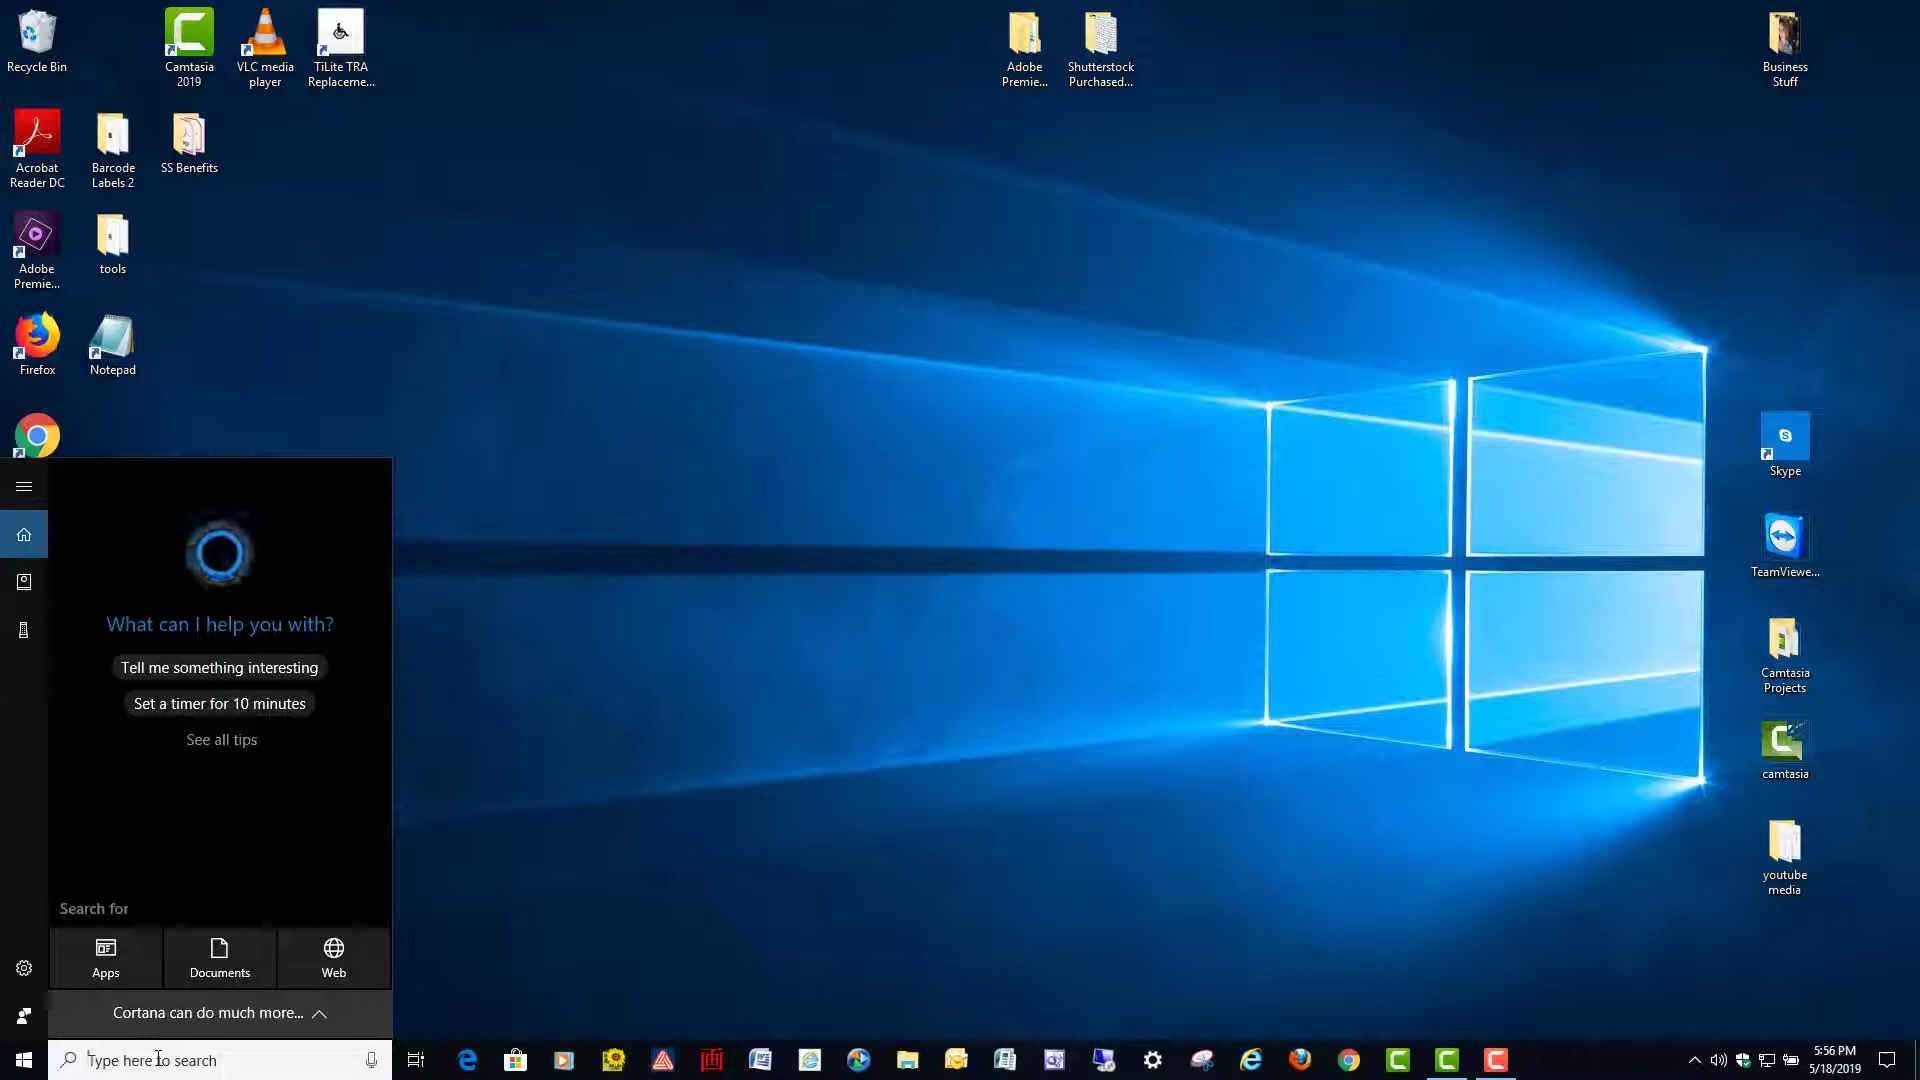 Recycle Bin
Camtasia
2019
VLC media
player
TiLite TRA
Replaceme...
Adobe
Premie...
Shutterstock
Purchased...
Business
Stuff
Acrobat
Reader DC
Barcode
Labels 2
SS Benefits
Adobe
Premie...
tools
Firefox
Notepad
Skype
TeamViewe...
Camtasia
Projects
camtasia
youtube
media
What can I help you with?
Tell me something interesting
Set a timer for 10 minutes
See all tips
Search for
Apps
Documents
Web
Cortana can do much more...
Type here to search
5:56 PM
5/18/2019